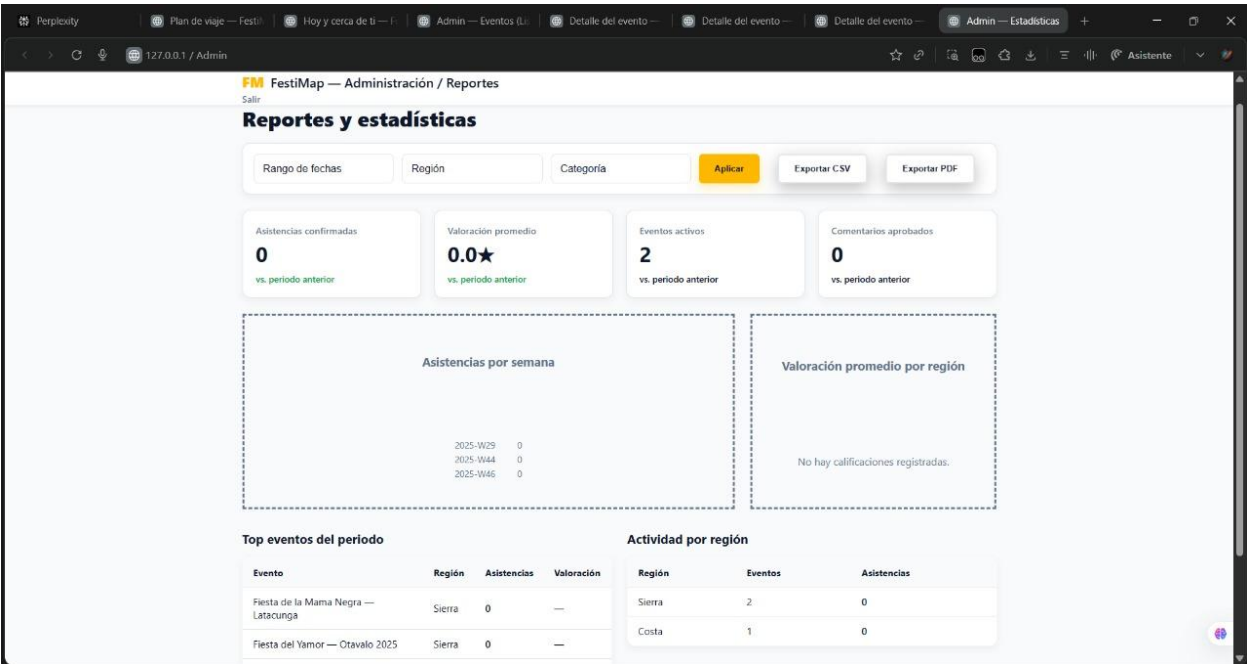 Perplexity
Plan de viaje — Festi
Hoy y cerca de ti — F
Admin — Eventos (Lis
Detalle del evento —
Detalle del evento —
Detalle del evento —
Admin — Estadísticas
127.0.0.1 / Admin
Asistente
FM FestiMap — Administración / Reportes
Salir
Reportes y estadísticas
Rango de fechas
Región
Categoría
Aplicar
Exportar CSV
Exportar PDF
Asistencias confirmadas
0
vs. periodo anterior
Valoración promedio
0.0★
vs. periodo anterior
Eventos activos
2
vs. periodo anterior
Comentarios aprobados
0
vs. periodo anterior
Asistencias por semana
2025-W29 0
2025-W44 0
2025-W46 0
Valoración promedio por región
No hay calificaciones registradas.
Top eventos del periodo
Evento Región Asistencias Valoración
Fiesta de la Mama Negra —
Latacunga
Sierra 0 —
Fiesta del Yamor — Otavalo 2025 Sierra 0 —
Actividad por región
Región Eventos Asistencias
Sierra 2 0
Costa 1 0